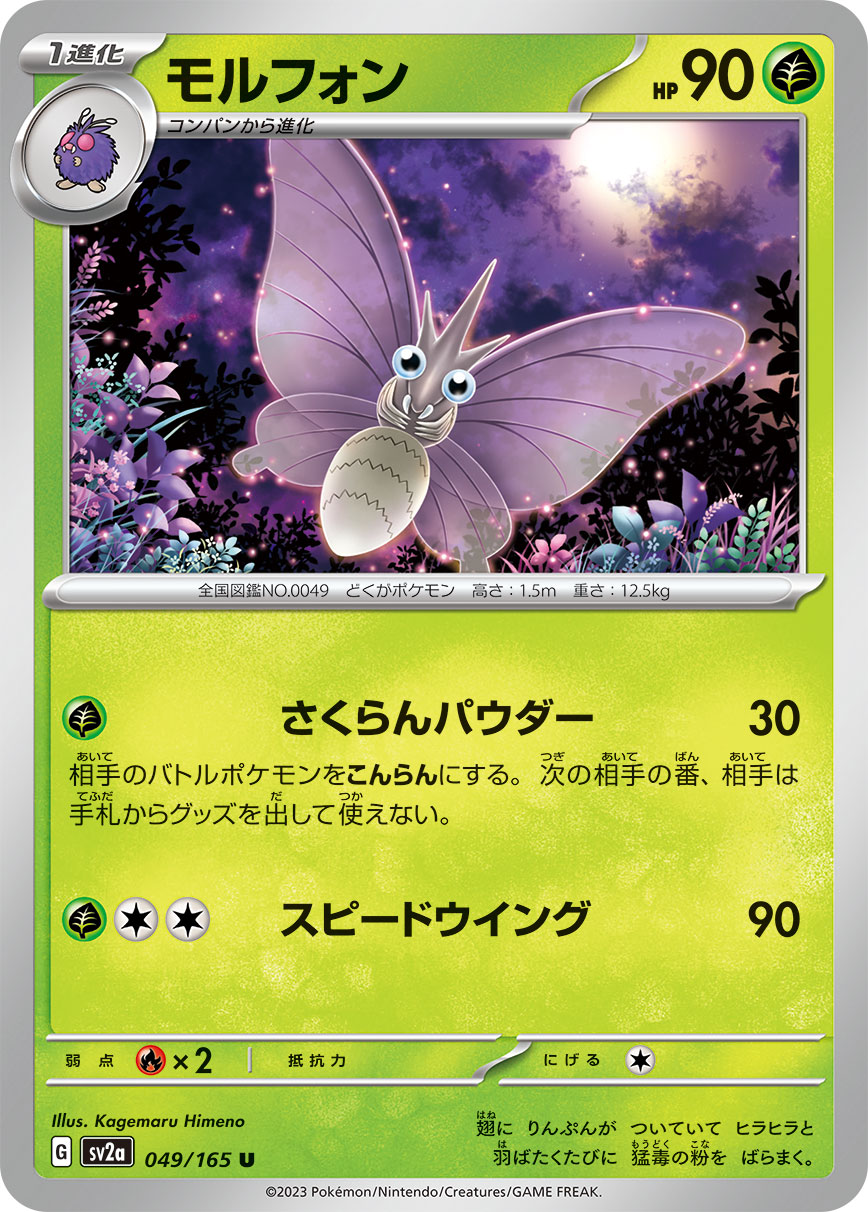 1進化
モルフォン
HP 90
コンパンから進化
全国図鑑NO.0049 どくがポケモン 高さ:1.5m 重さ:12.5kg
さくらんパウダー 30
相手のバトルポケモンをこんらんにする。次の相手の番、相手は
手札からグッズを出して使えない。
スピードウイング 90
弱点 ×2 抵抗力 にげる
Illus. Kagemaru Himeno
翅に りんぷんが ついていて ヒラヒラと
羽ばたくたびに 猛毒の粉を ばらまく。
G sv2a 049/165 U
©2023 Pokémon/Nintendo/Creatures/GAME FREAK.